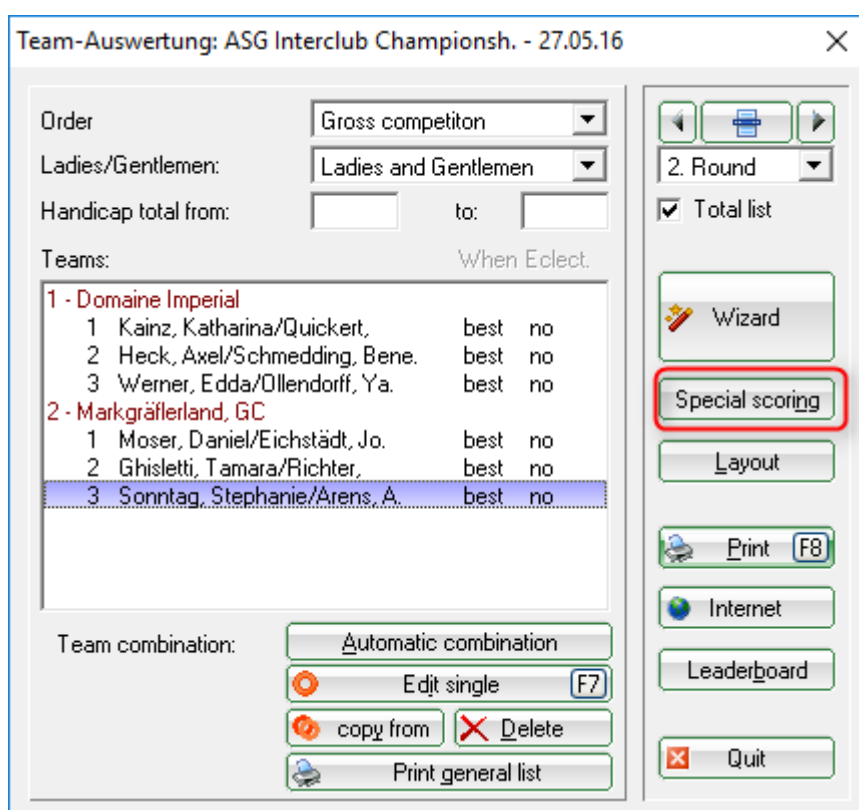 Team-Auswertung: ASG Interclub Championsh. - 27.05.16
Order Gross competiton
Ladies/Gentlemen: Ladies and Gentlemen
Handicap total from: to:
Teams: When Eclect.
1 - Domaine Imperial
1 Kainz, Katharina/Quickert, best no
2 Heck, Axel/Schmedding, Bene. best no
3 Werner, Edda/Ollendorff, Ya. best no
2 - Markgräflerland, GC
1 Moser, Daniel/Eichstädt, Jo. best no
2 Ghisletti, Tamara/Richter, best no
3 Sonntag, Stephanie/Arens, A. best no
Team combination: Automatic combination
Edit single F7
copy from Delete
Print general list
2. Round
Total list
Wizard
Special scoring
Layout
Print F8
Internet
Leaderboard
Quit